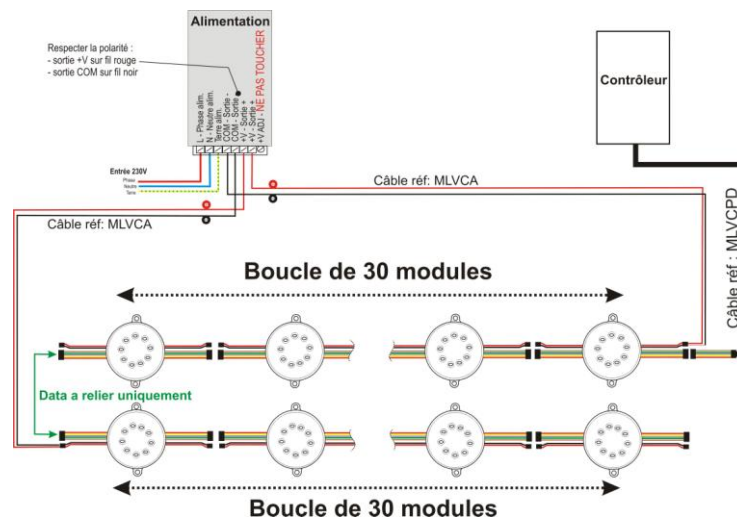 Alimentation
Respecter la polarité :
- sortie +V sur fil rouge
- sortie COM sur fil noir
L - Phase alim.
N - Neutre alim.
Terre alim.
COM - Sortie -
COM - Sortie -
+V - Sortie +
+V - Sortie +
+V ADJ - NE PAS TOUCHER
Contrôleur
Entrée 230V
Phase
Neutre
Terre
Câble réf: MLVCA
Câble réf: MLVCA
Câble réf : MLVCPD
Boucle de 30 modules
Data a relier uniquement
Boucle de 30 modules